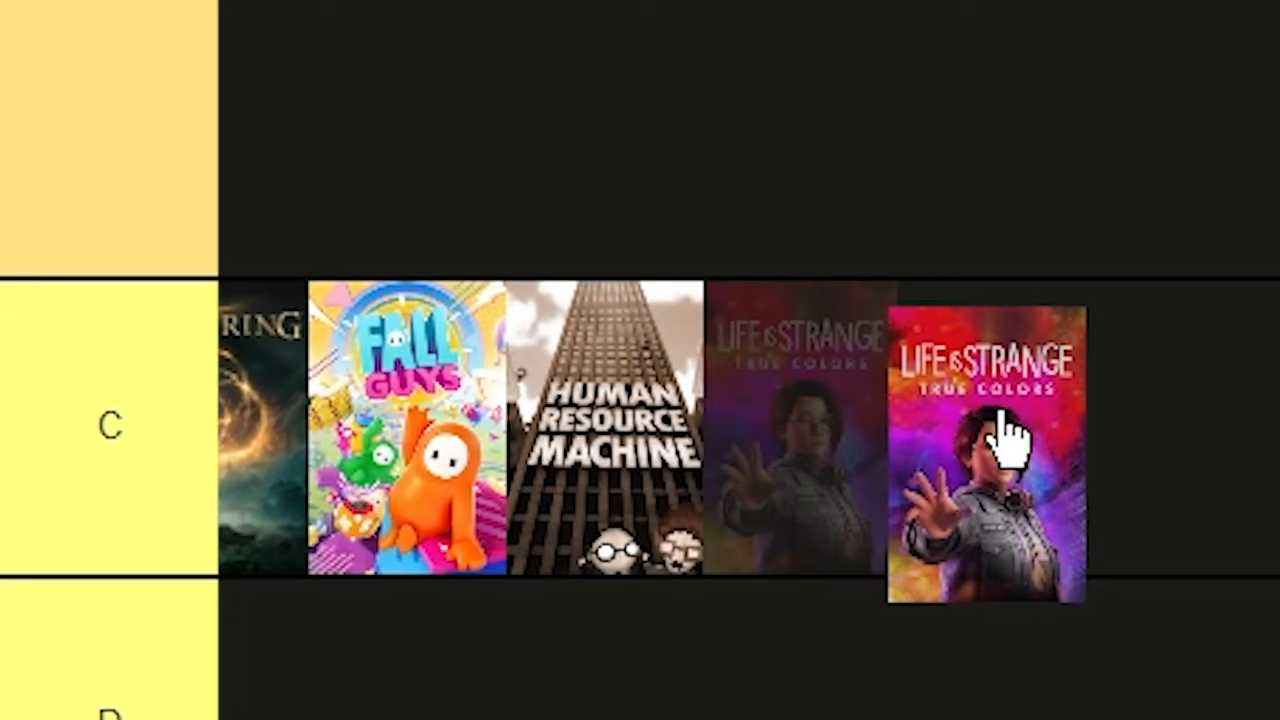 C
RING
FALL
GUYS
HUMAN
RESOURCE
MACHINE
LIFE IS STRANGE
TRUE COLORS
LIFE IS STRANGE
TRUE COLORS
D